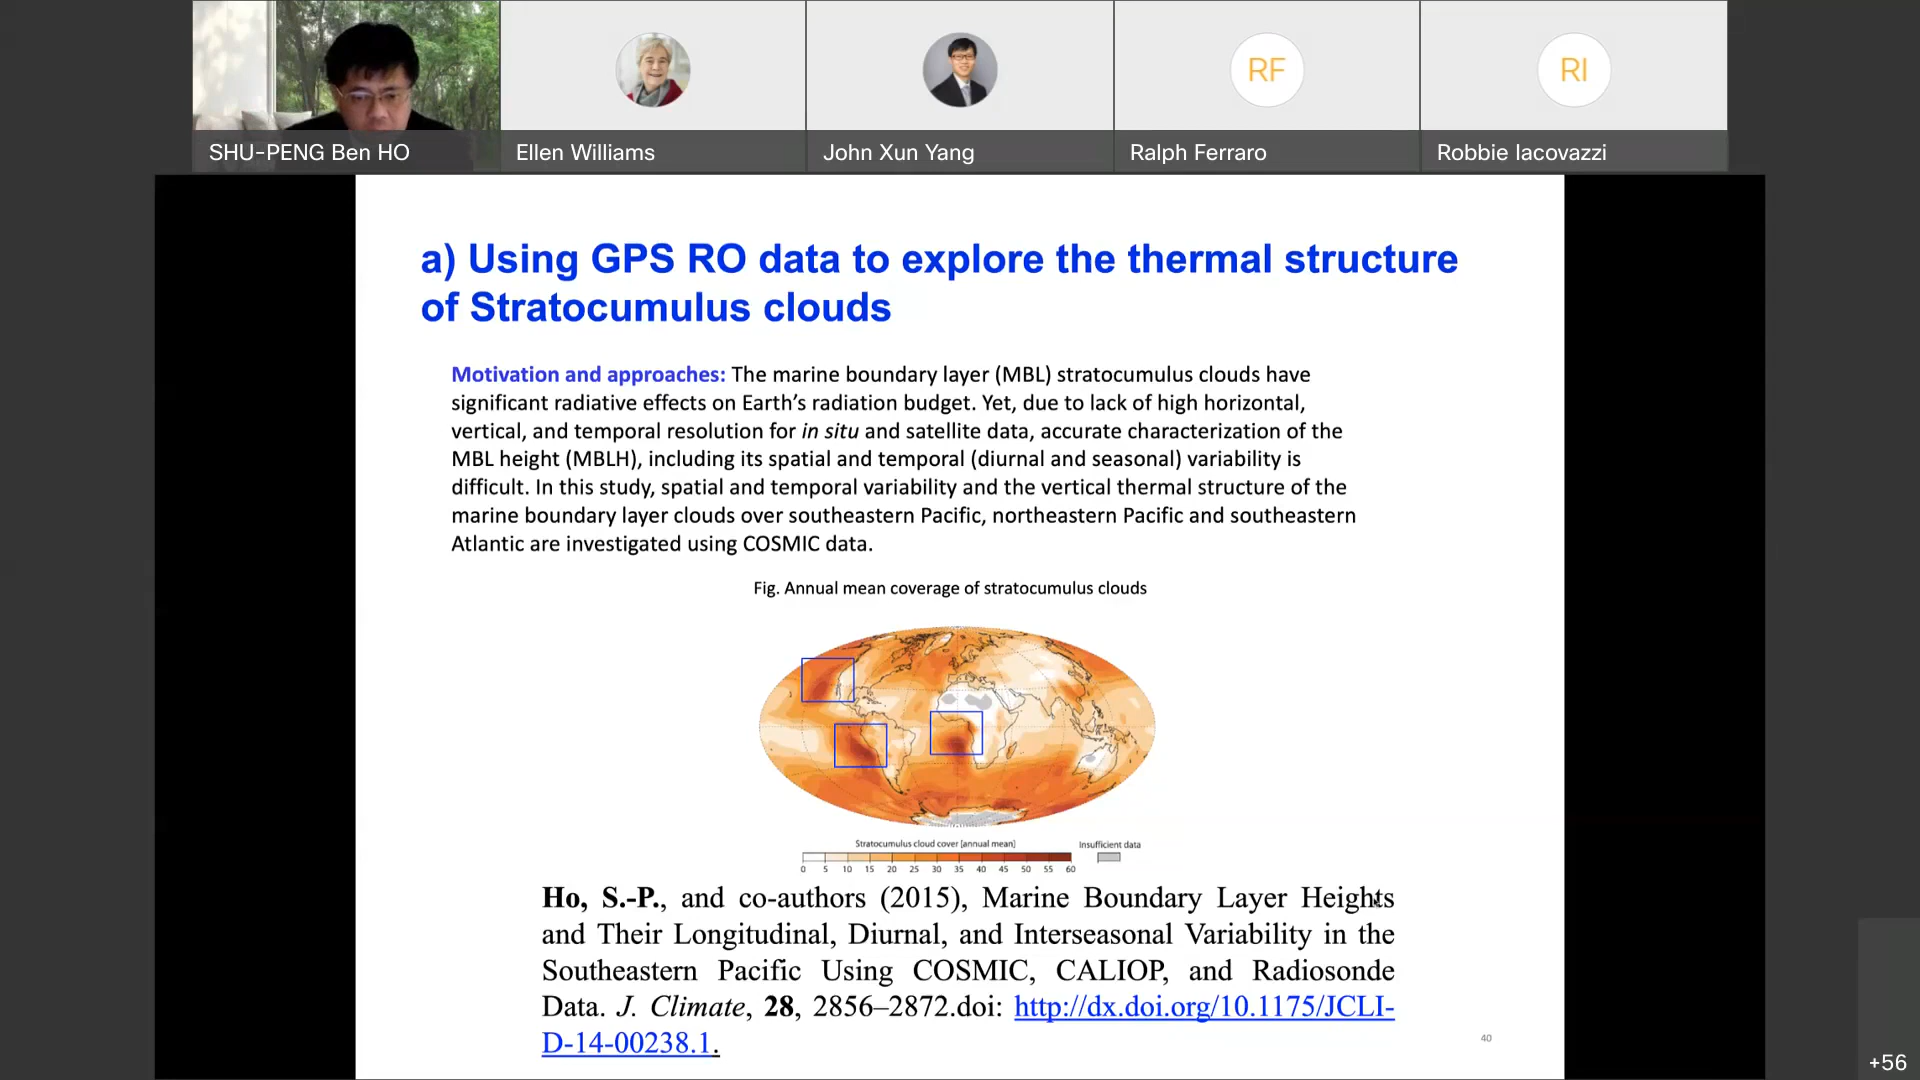 SHU-PENG Ben HO
Ellen Williams
John Xun Yang
RF
Ralph Ferraro
RI
Robbie Iacovazzi
a) Using GPS RO data to explore the thermal structure
of Stratocumulus clouds
Motivation and approaches: The marine boundary layer (MBL) stratocumulus clouds have
significant radiative effects on Earth’s radiation budget. Yet, due to lack of high horizontal,
vertical, and temporal resolution for in situ and satellite data, accurate characterization of the
MBL height (MBLH), including its spatial and temporal (diurnal and seasonal) variability is
difficult. In this study, spatial and temporal variability and the vertical thermal structure of the
marine boundary layer clouds over southeastern Pacific, northeastern Pacific and southeastern
Atlantic are investigated using COSMIC data.
Fig. Annual mean coverage of stratocumulus clouds
Stratocumulus cloud cover [annual mean]
Insufficient data
0 5 10 15 20 25 30 35 40 45 50 55 60
Ho, S.-P., and co-authors (2015), Marine Boundary Layer Heights
and Their Longitudinal, Diurnal, and Interseasonal Variability in the
Southeastern Pacific Using COSMIC, CALIOP, and Radiosonde
Data. J. Climate, 28, 2856–2872.doi: http://dx.doi.org/10.1175/JCLI-
D-14-00238.1.
40
+56